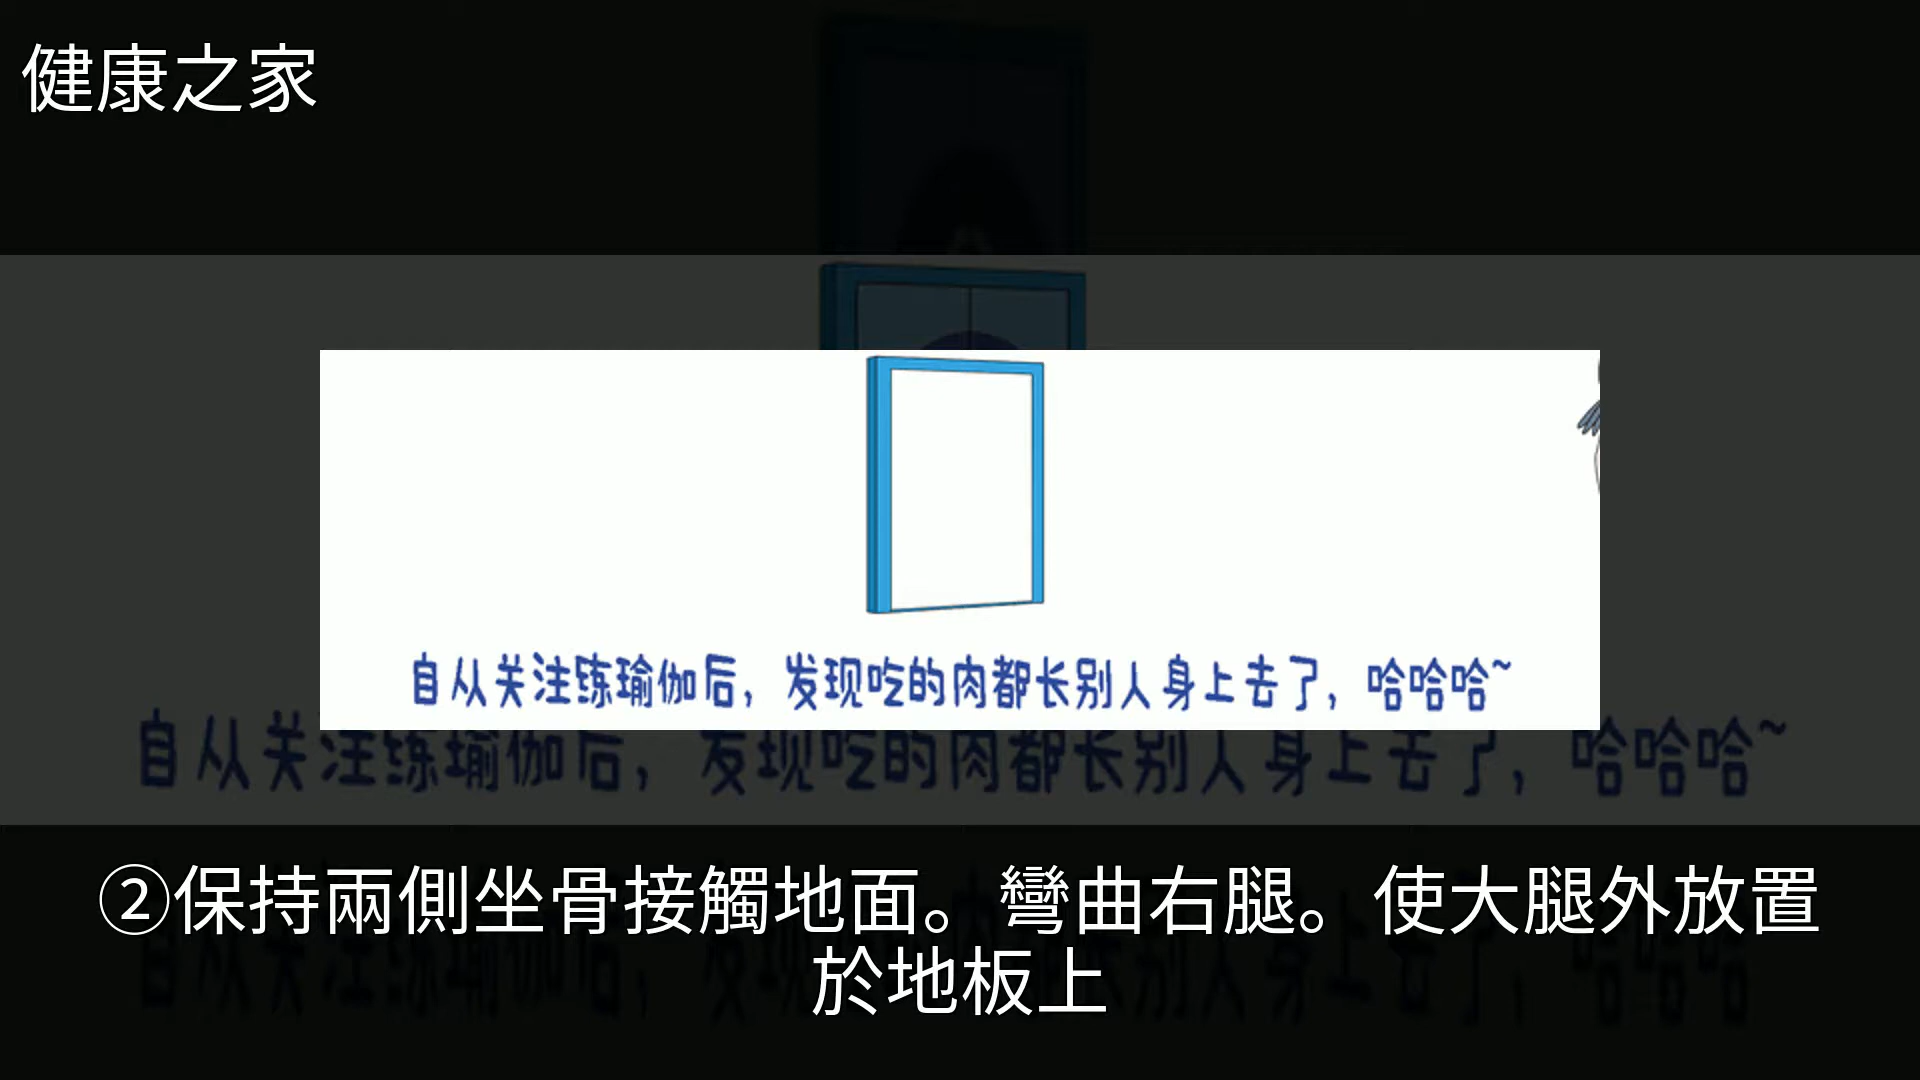 健康之家
自从关注练瑜伽后，发现吃的肉都长别人身上去了，哈哈哈~
自从关注练瑜伽后，发现吃的肉都长别人身上去了，哈哈哈~
②保持兩側坐骨接觸地面。彎曲右腿。使大腿外放置
於地板上